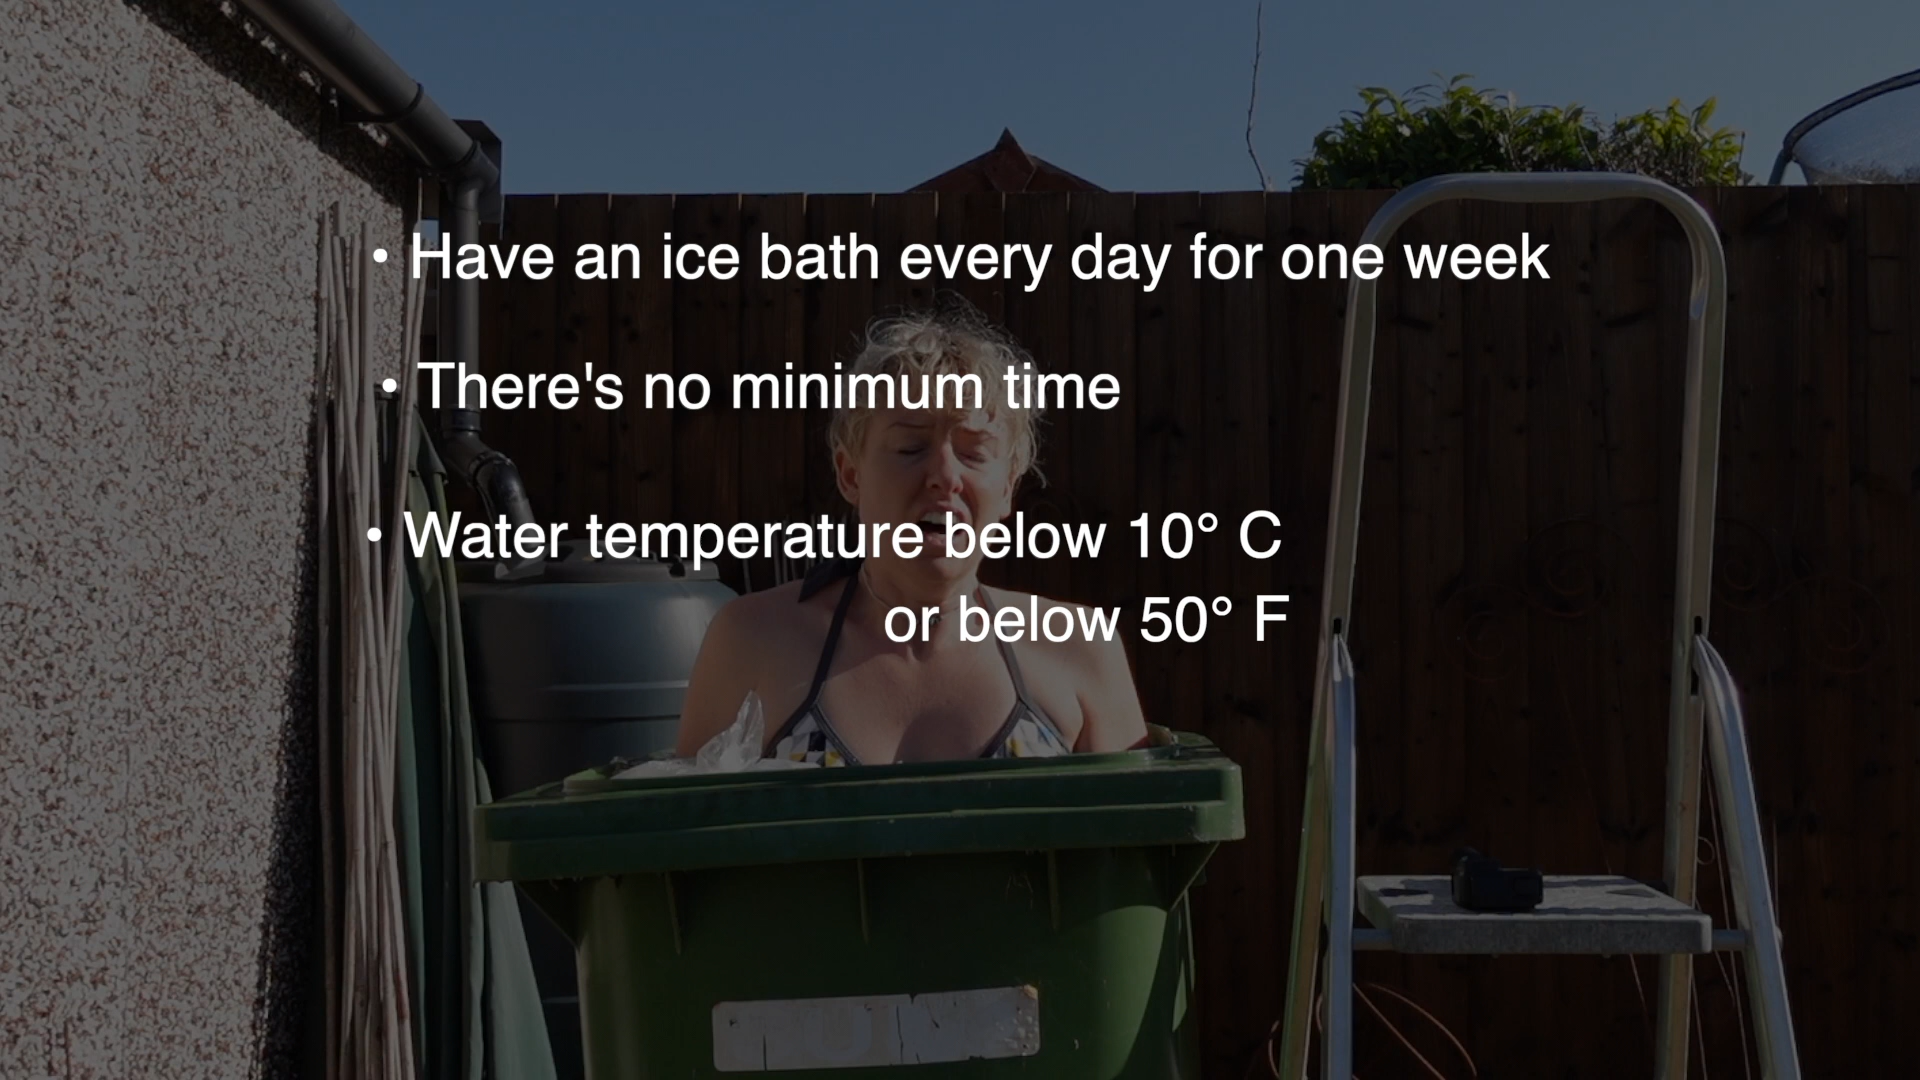 • Have an ice bath every day for one week
• There's no minimum time
• Water temperature below 10° C
or below 50° F